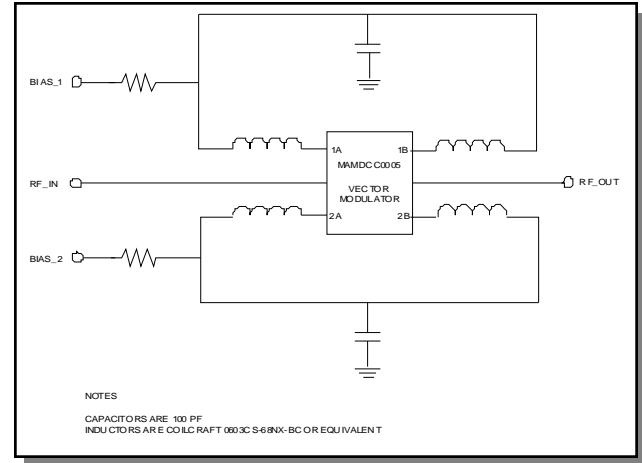 BIAS_1
1A
1B
MAMDCC0005
RF_IN
RF_OUT
VECTOR
MODULATOR
2A
2B
BIAS_2
NOTES
CAPACITORS ARE 100 PF
INDUCTORS ARE COILCRAFT 0603CS-68NX-BC OR EQUIVALENT